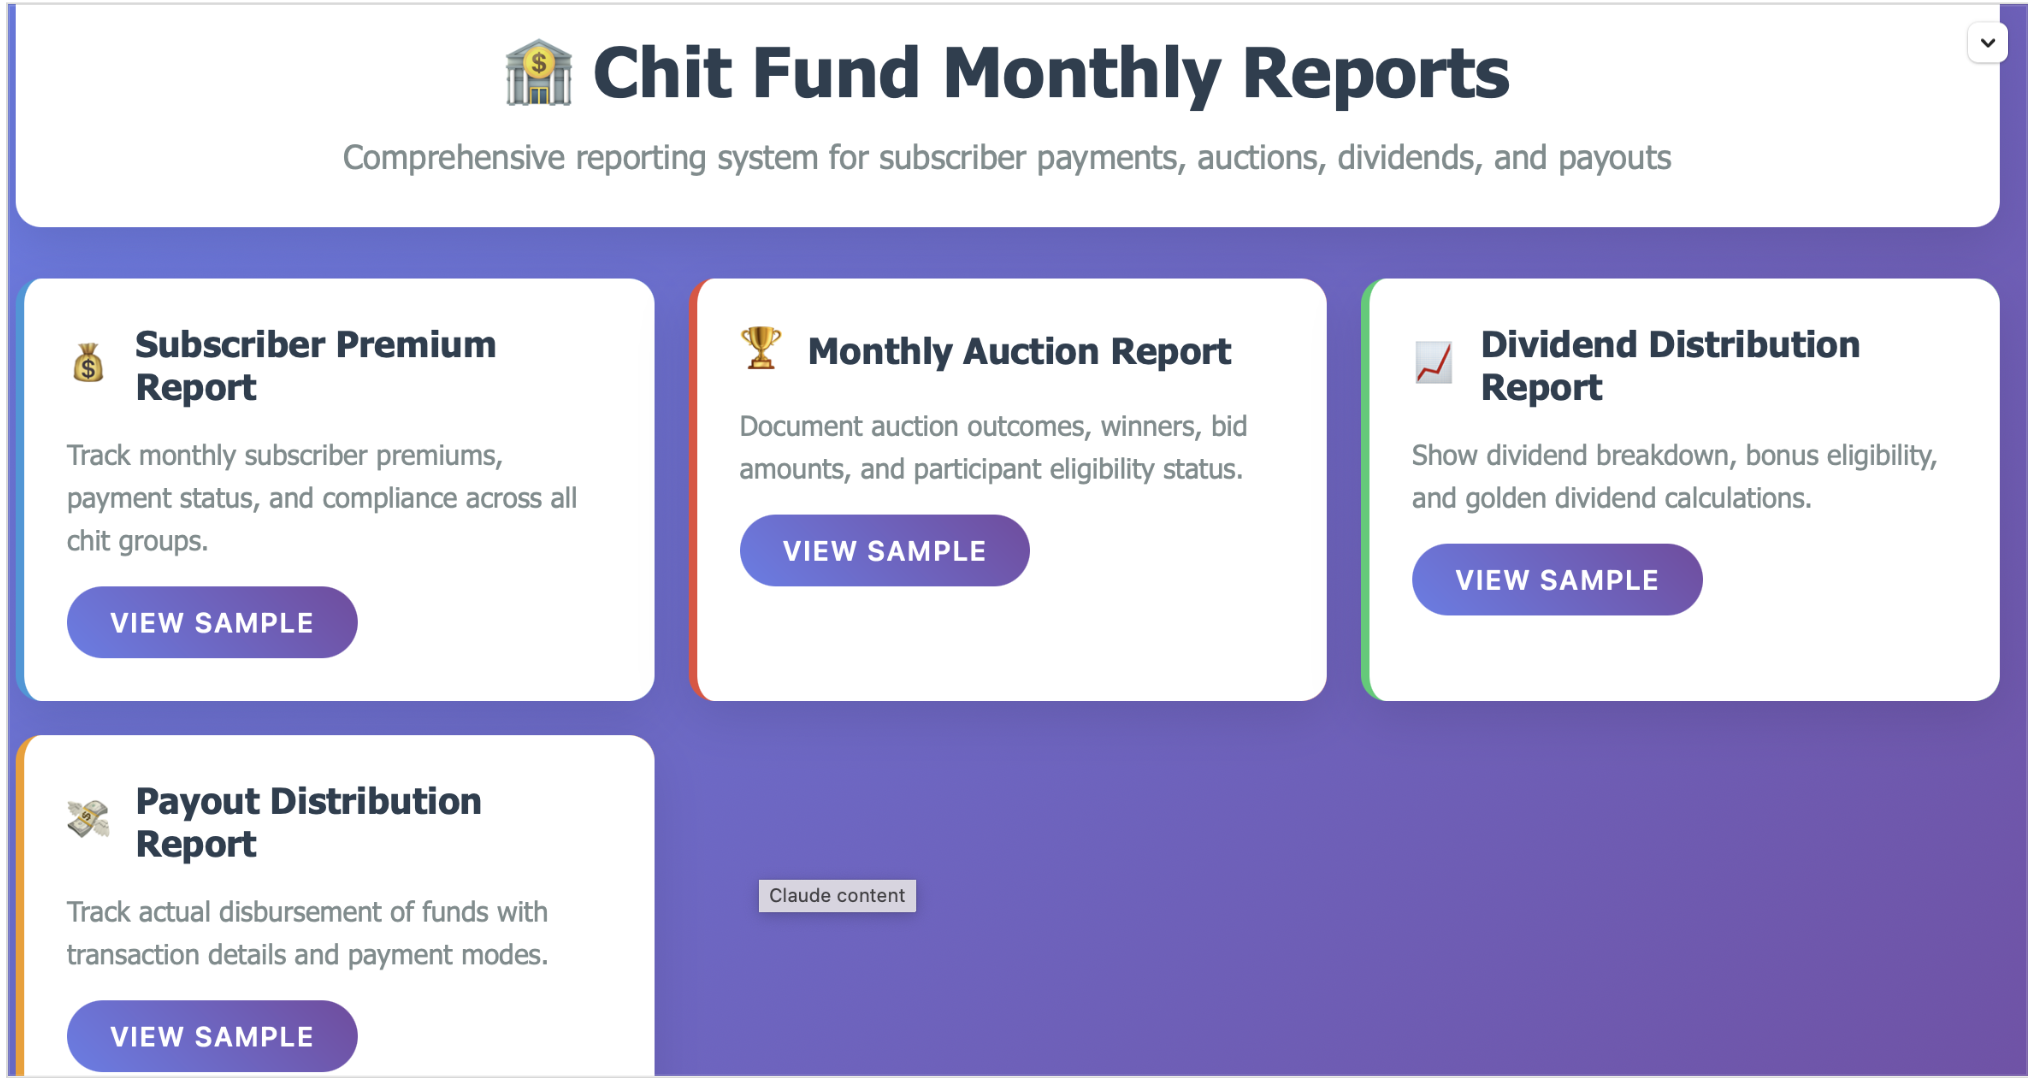 Chit Fund Monthly Reports
Comprehensive reporting system for subscriber payments, auctions, dividends, and payouts
Subscriber Premium
Report
Track monthly subscriber premiums,
payment status, and compliance across all
chit groups.
VIEW SAMPLE
Monthly Auction Report
Document auction outcomes, winners, bid
amounts, and participant eligibility status.
VIEW SAMPLE
Dividend Distribution
Report
Show dividend breakdown, bonus eligibility,
and golden dividend calculations.
VIEW SAMPLE
Payout Distribution
Report
Track actual disbursement of funds with
transaction details and payment modes.
VIEW SAMPLE
Claude content